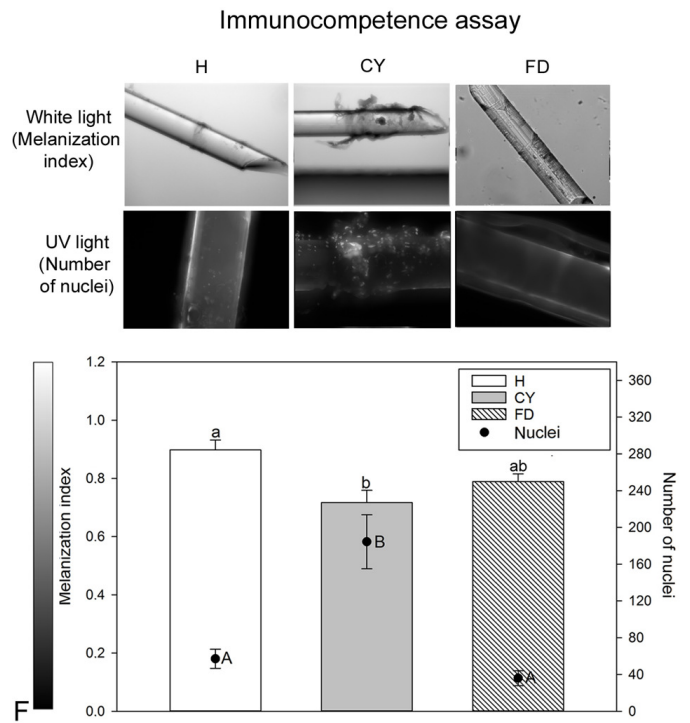 Immunocompetence assay
H
CY
FD
White light
(Melanization
index)
UV light
(Number
of nuclei)
1.2
1.0
0.8
0.6
0.4
0.2
0.0
Melanization index
a
b
ab
A
B
A
H
CY
FD
Nuclei
360
320
280
240
200
160
120
80
40
0
Number of nuclei
F